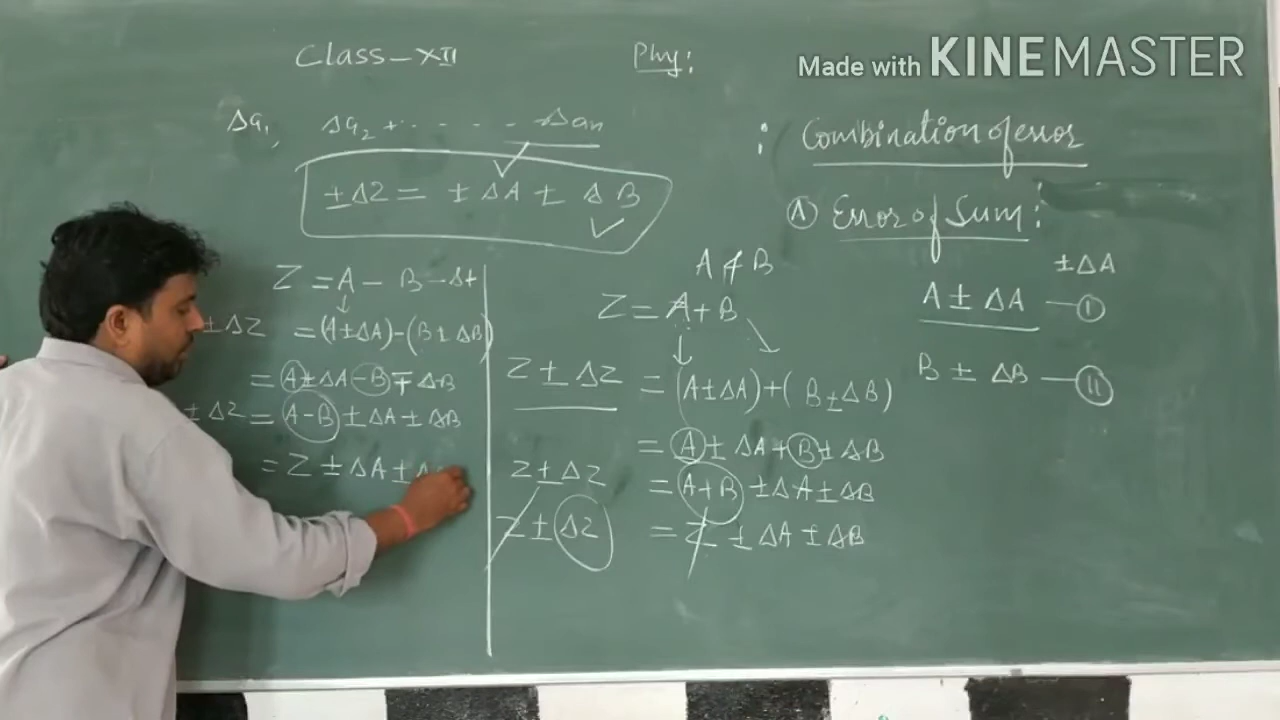 Class-XII
Phy:
Made with KINEMASTER
Δa₁, Δa₂ + - - - - - Δan
±ΔZ = ±ΔA ± ΔB
Z = A - B - St
±ΔZ = (A±ΔA)-(B±ΔB)
= A±ΔA-B∓ΔB
±ΔZ = A-B ±ΔA±ΔB
= Z ±ΔA±Δ
A & B
Z = A+B
Z ± ΔZ = (A±ΔA)+(B±ΔB)
= A ± ΔA+B±ΔB
Z±ΔZ = A+B ±ΔA±ΔB
Z±ΔZ = Z ±ΔA±ΔB
: Combination of error
(A) Error of Sum:
±ΔA
A ± ΔA — (I)
B ± ΔB — (II)